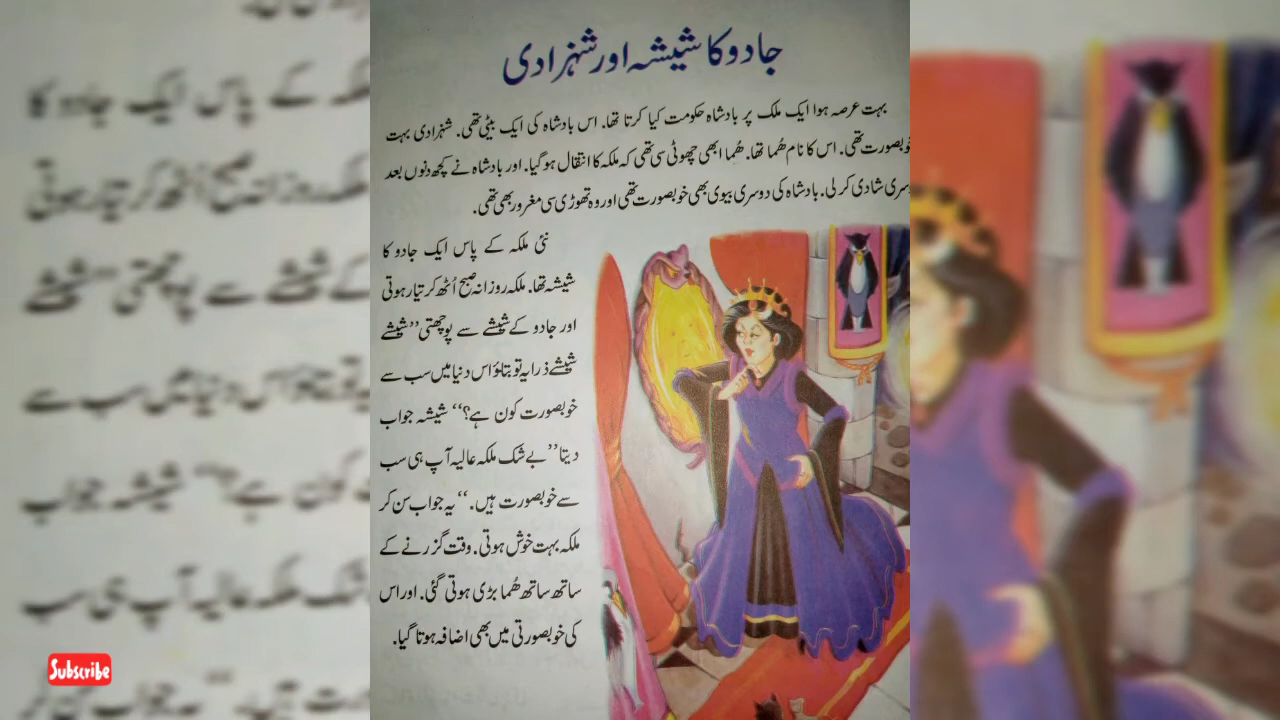 جادو کا شیشہ اور شہزادی
بہت عرصہ ہوا ایک ملک پر بادشاہ حکومت کیا کرتا تھا. اس بادشاہ کی ایک بیٹی تھی. شہزادی بہت
خوبصورت تھی. اس کا نام ھُما تھا. ھُما ابھی چھوٹی سی تھی کہ ملکہ کا انتقال ہو گیا. اور بادشاہ نے کچھ دنوں بعد
سری شادی کر لی. بادشاہ کی دوسری بیوی بھی خوبصورت تھی اور وہ تھوڑی سی مغرور بھی تھی.
نئی ملکہ کے پاس ایک جادو کا
شیشہ تھا. ملکہ روزانہ صبح اُٹھ کر تیار ہوتی
اور جادو کے شیشے سے پوچھتی ’’شیشے
شیشے ذرا یہ تو بتاؤ اس دنیا میں سب سے
خوبصورت کون ہے؟‘‘ شیشہ جواب
دیتا ’’بے شک ملکہ عالیہ آپ ہی سب
سے خوبصورت ہیں.‘‘ یہ جواب سن کر
ملکہ بہت خوش ہوتی. وقت گزرنے کے
ساتھ ساتھ ھُما بڑی ہوتی گئی. اور اس
کی خوبصورتی میں بھی اضافہ ہوتا گیا.
Subscribe